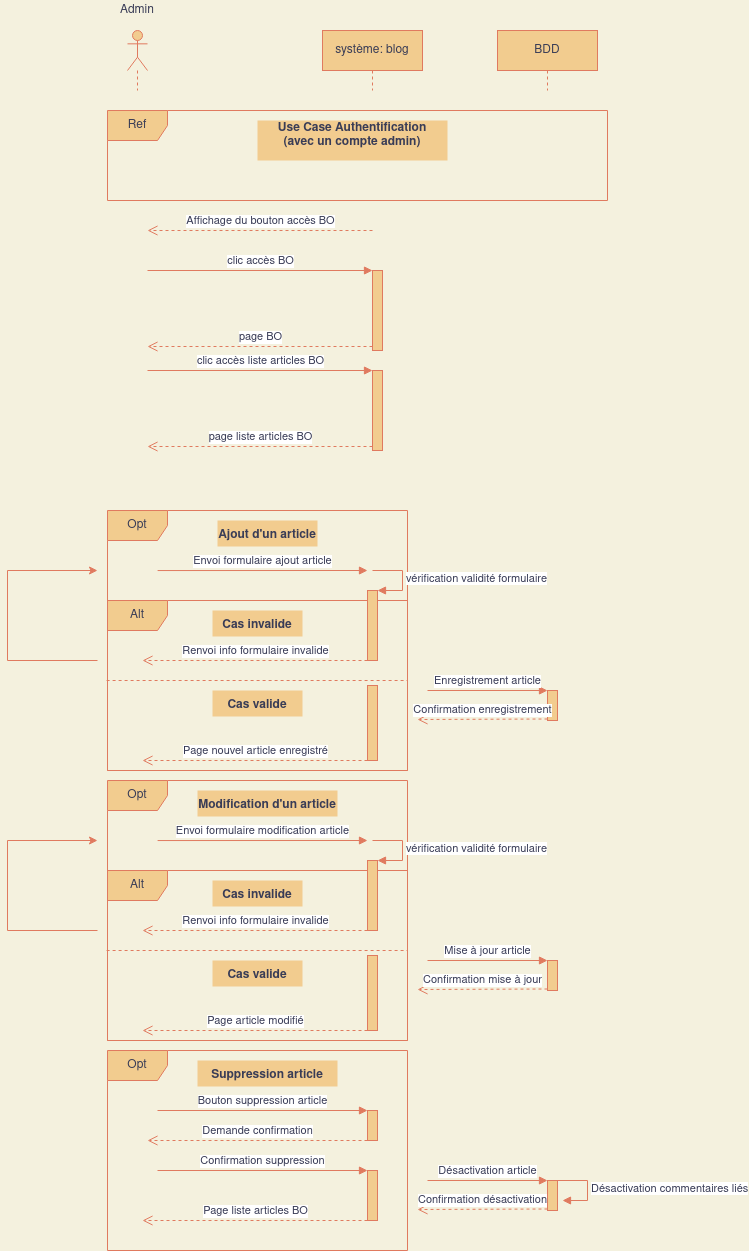 Admin
système: blog
BDD
Ref
Use Case Authentification
(avec un compte admin)
Affichage du bouton accès BO
clic accès BO
page BO
clic accès liste articles BO
page liste articles BO
Opt
Ajout d'un article
Envoi formulaire ajout article
vérification validité formulaire
Alt
Cas invalide
Renvoi info formulaire invalide
Enregistrement article
Cas valide
Confirmation enregistrement
Page nouvel article enregistré
Opt
Modification d'un article
Envoi formulaire modification article
vérification validité formulaire
Alt
Cas invalide
Renvoi info formulaire invalide
Mise à jour article
Cas valide
Confirmation mise à jour
Page article modifié
Opt
Suppression article
Bouton suppression article
Demande confirmation
Confirmation suppression
Désactivation article
Désactivation commentaires liés
Confirmation désactivation
Page liste articles BO